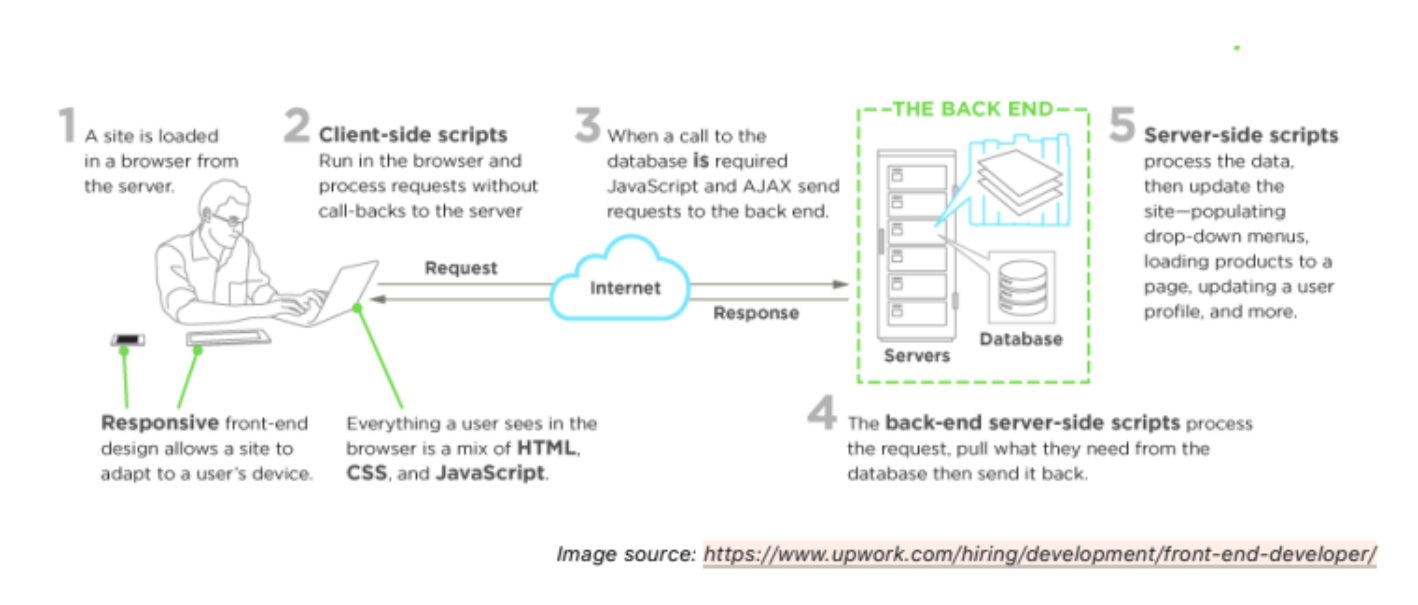 1 A site is loaded
in a browser from
the server.
2 Client-side scripts
Run in the browser and
process requests without
call-backs to the server
3 When a call to the
database is required
JavaScript and AJAX send
requests to the back end.
THE BACK END
5 Server-side scripts
process the data,
then update the
site—populating
drop-down menus,
loading products to a
page, updating a user
profile, and more.
Request
Internet
Response
Servers
Database
Responsive front-end
design allows a site to
adapt to a user's device.
Everything a user sees in the
browser is a mix of HTML,
CSS, and JavaScript.
4 The back-end server-side scripts process
the request, pull what they need from the
database then send it back.
Image source: https://www.upwork.com/hiring/development/front-end-developer/